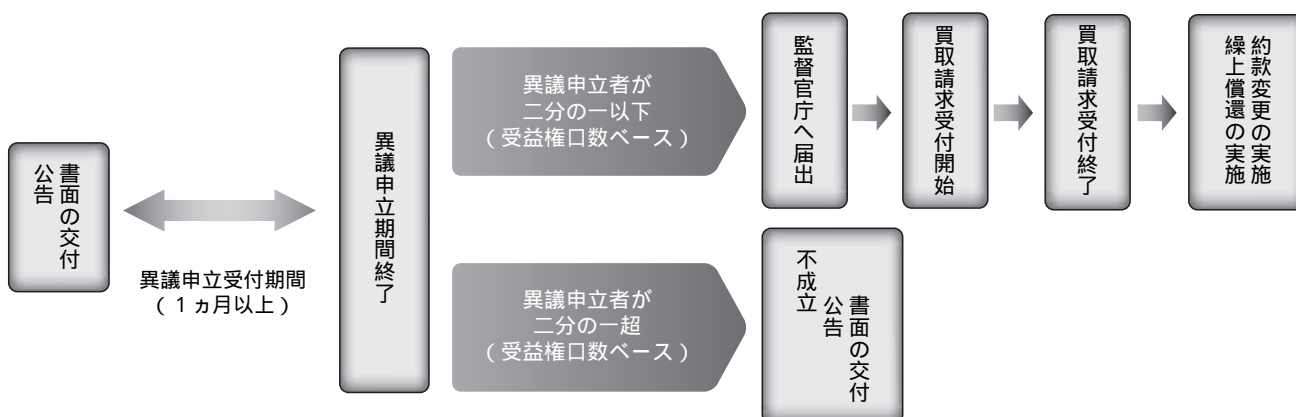 書面の交付
公告
異議申立受付期間
（１ヵ月以上）
異議申立期間終了
異議申立者が
二分の一以下
（受益権口数ベース）
監督官庁へ届出
買取請求受付開始
買取請求受付終了
約款変更の実施
繰上償還の実施
異議申立者が
二分の一超
（受益権口数ベース）
書面の交付
公告
不成立